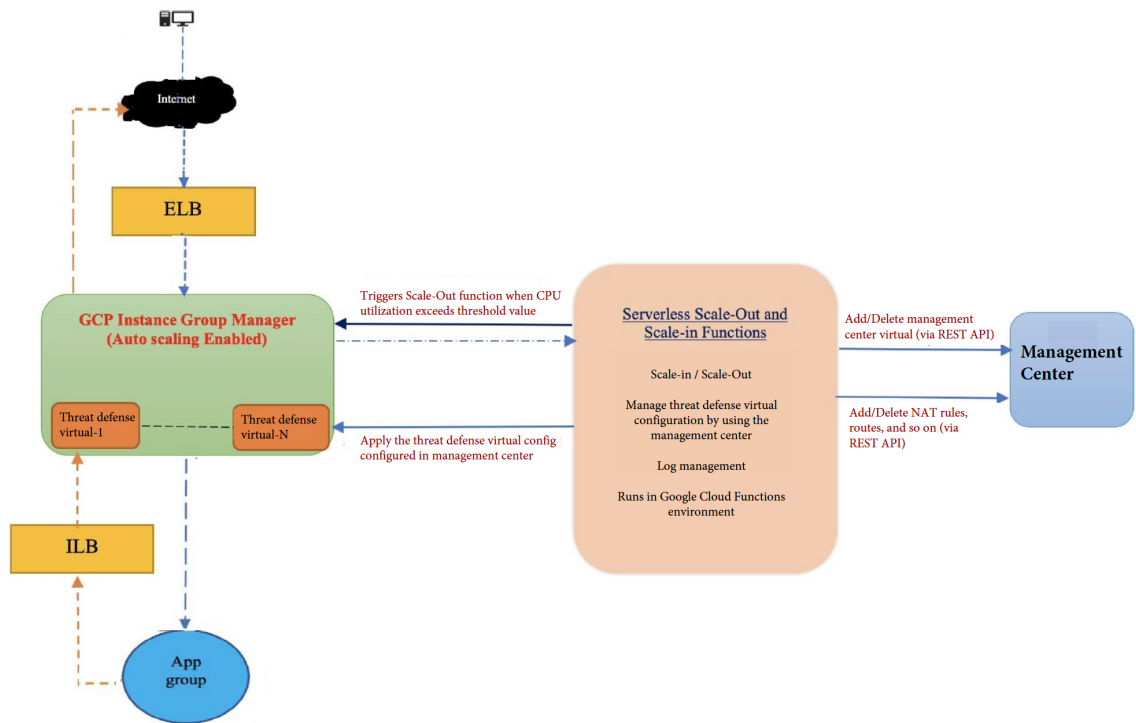 Internet
ELB
GCP Instance Group Manager
(Auto scaling Enabled)
Threat defense
virtual-1
Threat defense
virtual-N
ILB
App
group
Triggers Scale-Out function when CPU
utilization exceeds threshold value
Apply the threat defense virtual config
configured in management center
Serverless Scale-Out and
Scale-in Functions
Scale-in / Scale-Out
Manage threat defense virtual
configuration by using the
management center
Log management
Runs in Google Cloud Functions
environment
Add/Delete management
center virtual (via REST API)
Add/Delete NAT rules,
routes, and so on (via
REST API)
Management
Center